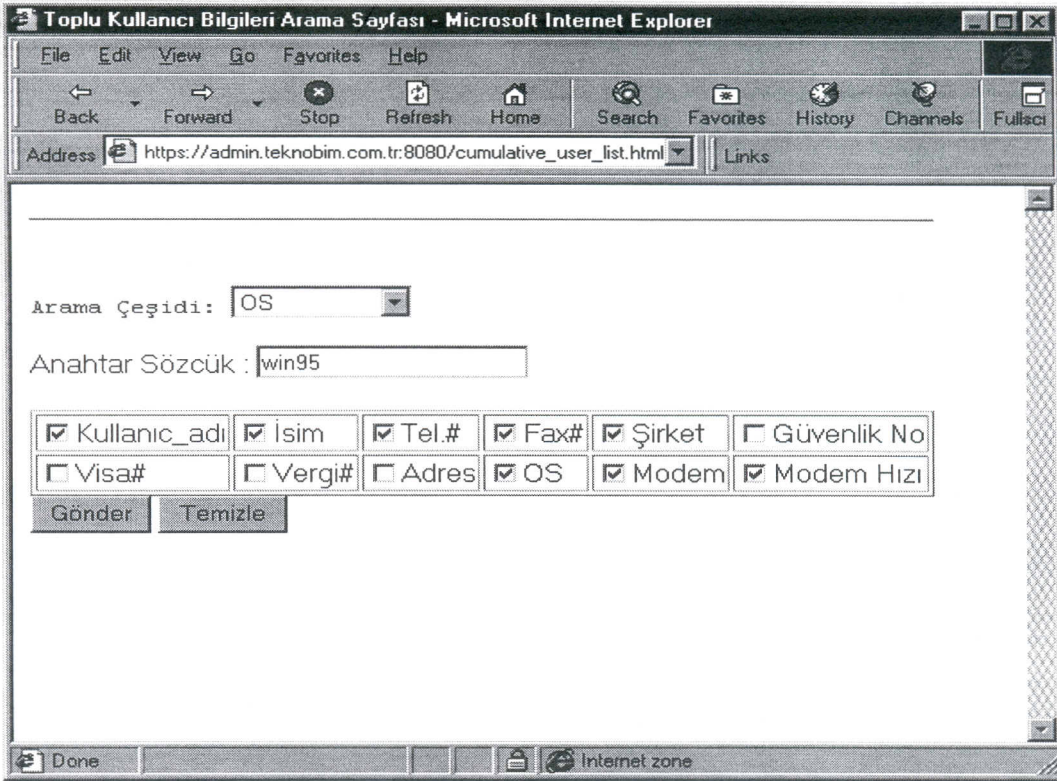 Toplu Kullanıcı Bilgileri Arama Sayfası - Microsoft Internet Explorer
File Edit View Go Favorites Help
Back Forward Stop Refresh Home Search Favorites History Channels Fullscr
Address https://admin.teknobim.com.tr:8080/cumulative_user_list.html Links
Arama Çeşidi: OS
Anahtar Sözcük : win95
Kullanıc_adı İsim Tel.# Fax# Şirket Güvenlik No
Visa# Vergi# Adres OS Modem Modem Hızı
Gönder Temizle
Done Internet zone